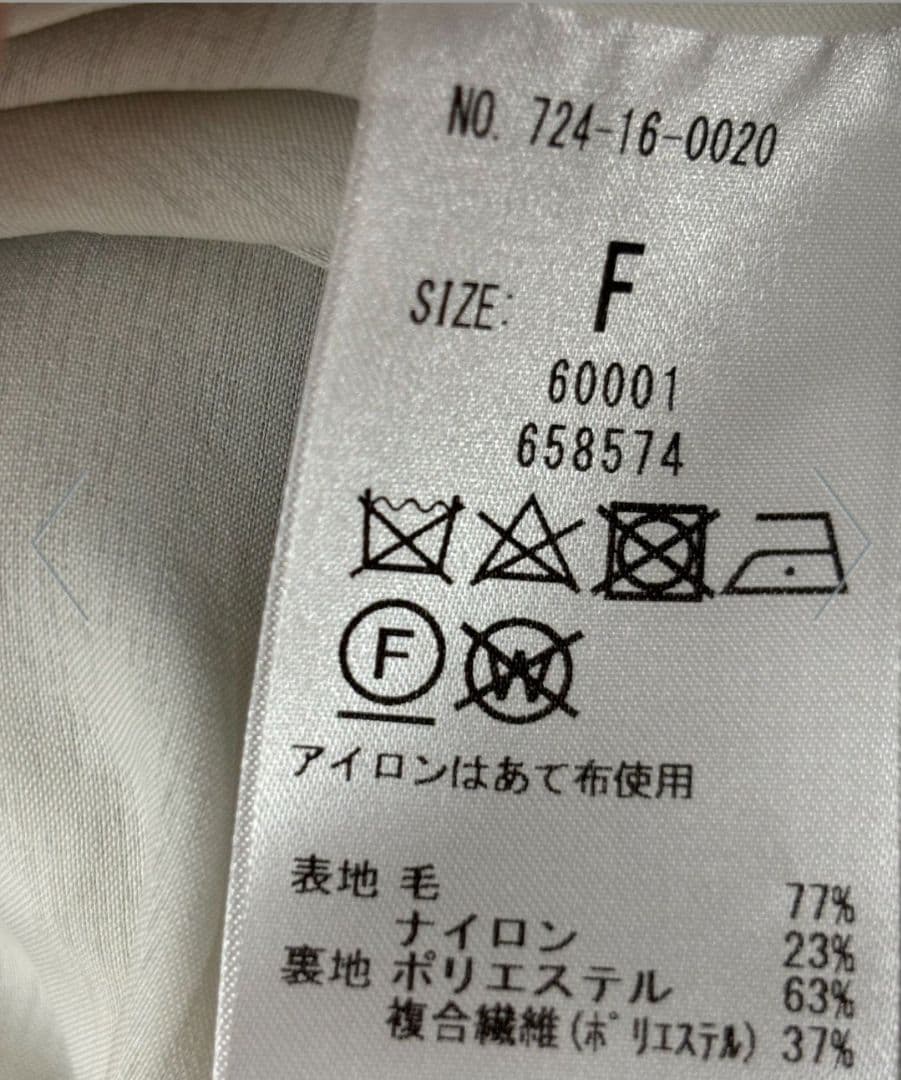 NO. 724-16-0020
SIZE: F
60001
658574
F W
アイロンはあて布使用
表地 毛 77%
ナイロン 23%
裏地 ポリエステル 63%
複合繊維(ﾎﾟﾘｴｽﾃﾙ) 37%